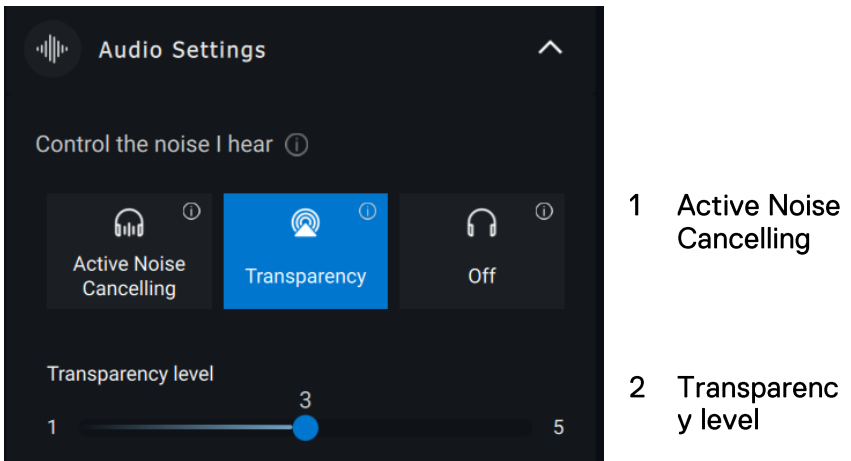 Audio Settings
Control the noise I hear
Active Noise
Cancelling
Transparency
Off
Transparency level
3
1
5
1 Active Noise
Cancelling
2 Transparenc
y level